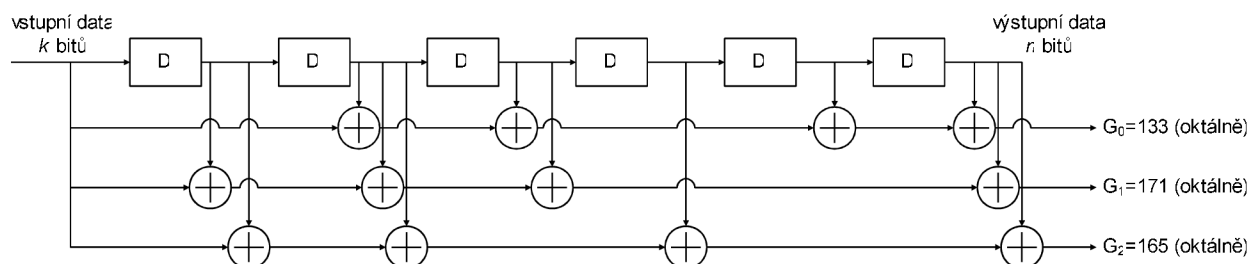 vstupní data
k bitů
výstupní data
n bitů
D
D
D
D
D
D
G₀=133 (oktálně)
G₁=171 (oktálně)
G₂=165 (oktálně)